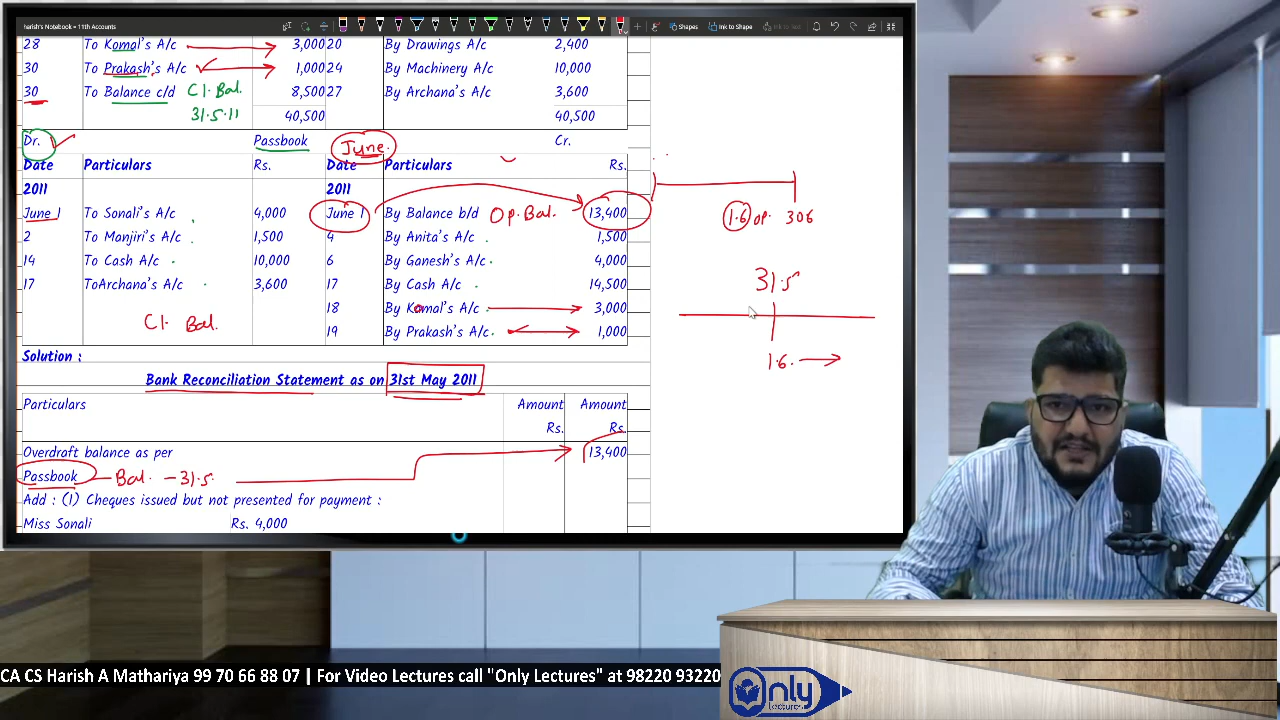 harish's Notebook » 11th Accounts
Shapes Ink to Shape Ink to Text
28 To Komal's A/c 3,000 20 By Drawings A/c 2,400
30 To Prakash's A/c 1,000 24 By Machinery A/c 10,000
30 To Balance c/d Cl. Bal. 8,500 27 By Archana's A/c 3,600
31.5.11 40,500 40,500
Dr. Passbook June. Cr.
Date Particulars Rs. Date Particulars Rs.
2011 2011
June 1 To Sonali's A/c 4,000 June 1 By Balance b/d Op. Bal. 13,400
2 To Manjiri's A/c 1,500 4 By Anita's A/c 1,500
14 To Cash A/c 10,000 6 By Ganesh's A/c 4,000
17 ToArchana's A/c 3,600 17 By Cash A/c 14,500
18 By Komal's A/c 3,000
Cl. Bal. 19 By Prakash's A/c 1,000
1.6 op. 306
31.5
1.6.
Solution :
Bank Reconciliation Statement as on 31st May 2011
Particulars Amount Amount
Rs. Rs.
Overdraft balance as per 13,400
Passbook — Bal. — 31.5
Add : (1) Cheques issued but not presented for payment :
Miss Sonali Rs. 4,000
CA CS Harish A Mathariya 99 70 66 88 07 | For Video Lectures call "Only Lectures" at 98220 93220
Only
Lectures